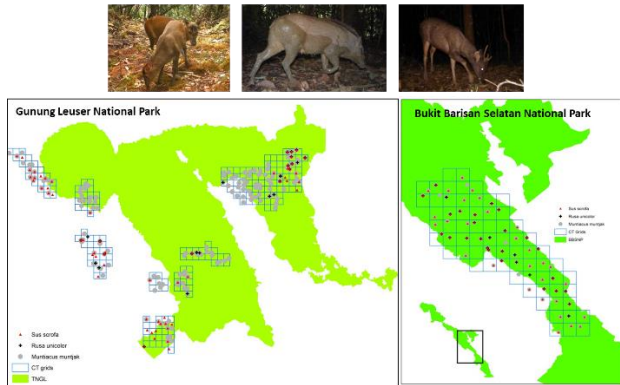 Gunung Leuser National Park
Sus scrofa
Rusa unicolor
Muntiacus muntjak
CT grids
TNGL
Bukit Barisan Selatan National Park
Sus scrofa
Rusa unicolor
Muntiacus muntjak
CT Grids
BBSNP